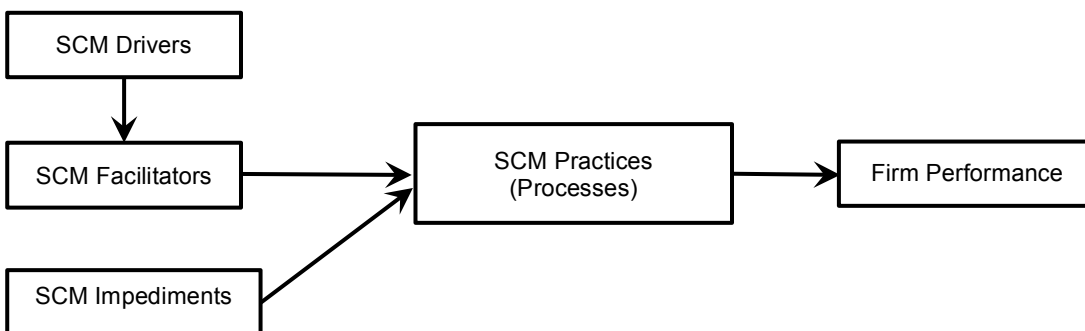 SCM Drivers
SCM Facilitators
SCM Practices
(Processes)
Firm Performance
SCM Impediments